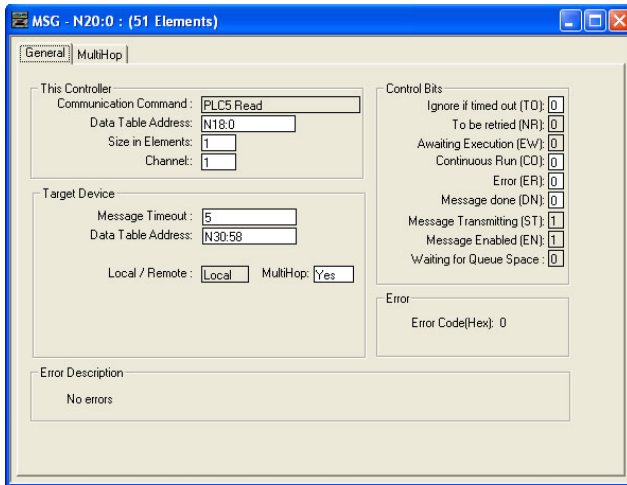 MSG - N20:0 : (51 Elements)
General MultiHop
This Controller
Communication Command : PLC5 Read
Data Table Address: N18:0
Size in Elements: 1
Channel:: 1
Target Device
Message Timeout : 5
Data Table Address: N30:58
Local / Remote : Local MultiHop: Yes
Control Bits
Ignore if timed out (TO): 0
To be retried (NR): 0
Awaiting Execution (EW): 0
Continuous Run (CO): 0
Error (ER): 0
Message done (DN): 0
Message Transmitting (ST): 1
Message Enabled (EN): 1
Waiting for Queue Space : 0
Error
Error Code(Hex): 0
Error Description
No errors